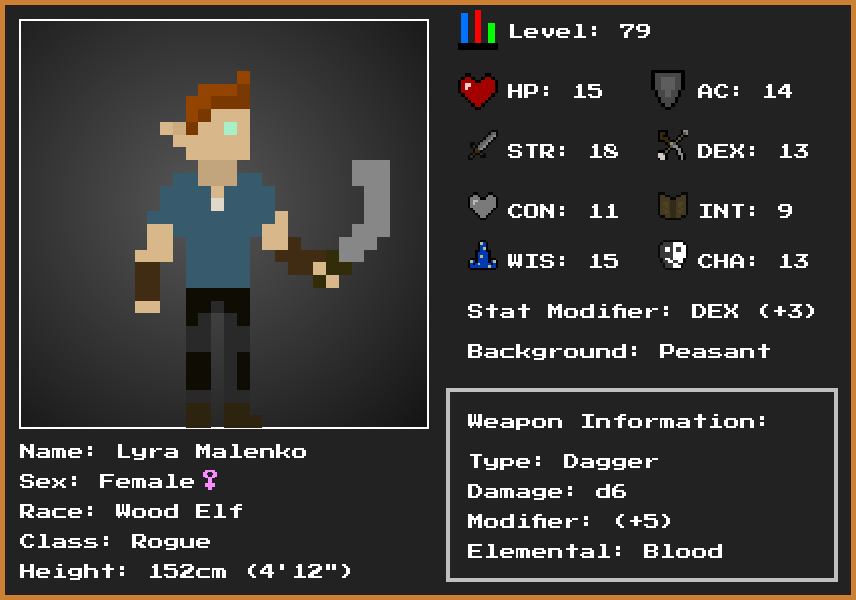 Level: 79
HP: 15
AC: 14
STR: 18
DEX: 13
CON: 11
INT: 9
WIS: 15
CHA: 13
Stat Modifier: DEX (+3)
Background: Peasant
Name: Lyra Malenko
Sex: Female♀
Race: Wood Elf
Class: Rogue
Height: 152cm (4'12")
Weapon Information:
Type: Dagger
Damage: d6
Modifier: (+5)
Elemental: Blood